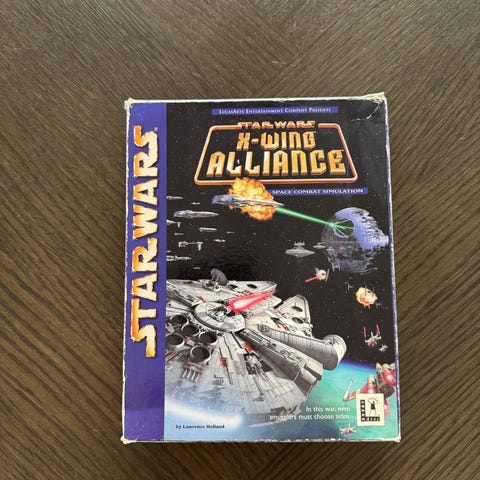 LUCASARTS ENTERTAINMENT COMPANY PRESENTS
STAR WARS
X-WING
ALLIANCE
SPACE COMBAT SIMULATION
STAR WARS
In this war, even
smugglers must choose sides.
by Lawrence Holland